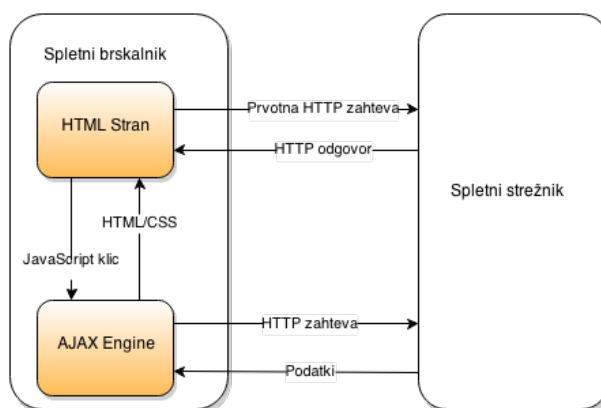 Spletni brskalnik
HTML Stran
Prvotna HTTP zahteva
HTTP odgovor
Spletni strežnik
HTML/CSS
JavaScript klic
AJAX Engine
HTTP zahteva
Podatki